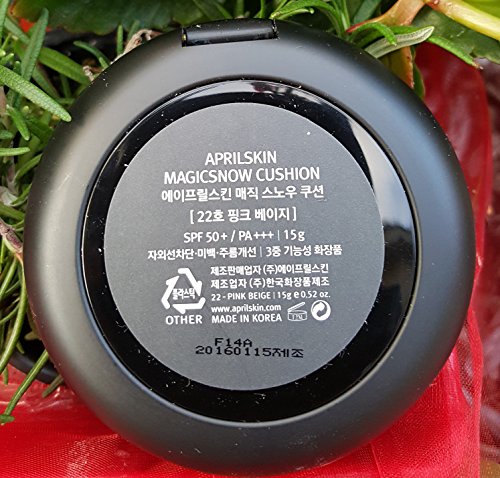 APRILSKIN
MAGICSNOW CUSHION
에이프릴스킨 매직 스노우 쿠션
[ 22호 핑크 베이지 ]
SPF 50+ / PA+++ | 15g
자외선차단·미백·주름개선 | 3중 기능성 화장품
제조판매업자 (주)에이프릴스킨
제조업자 (주)한국화장품제조
22 - PINK BEIGE | 15g e 0.52 oz.
www.aprilskin.com
MADE IN KOREA
플라스틱
OTHER
F14A
20160115제조